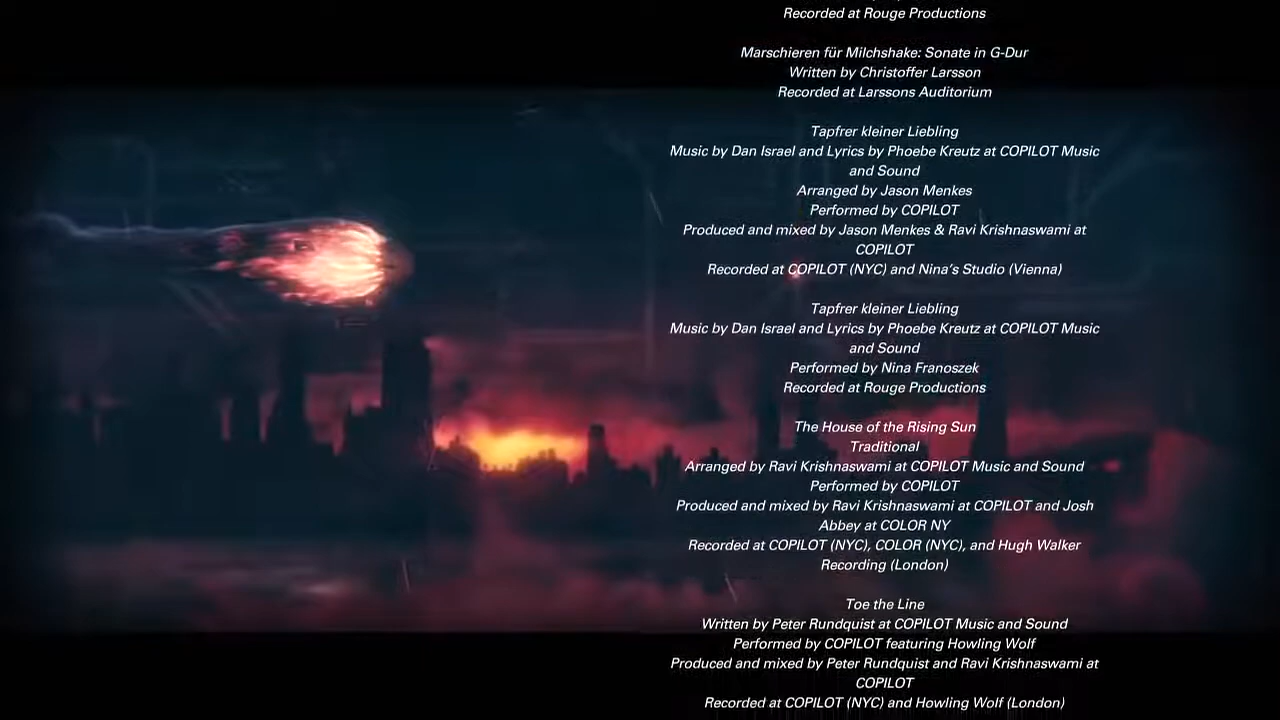 Recorded at Rouge Productions
Marschieren für Milchshake: Sonate in G-Dur
Written by Christoffer Larsson
Recorded at Larssons Auditorium
Tapfrer kleiner Liebling
Music by Dan Israel and Lyrics by Phoebe Kreutz at COPILOT Music
and Sound
Arranged by Jason Menkes
Performed by COPILOT
Produced and mixed by Jason Menkes & Ravi Krishnaswami at
COPILOT
Recorded at COPILOT (NYC) and Nina's Studio (Vienna)
Tapfrer kleiner Liebling
Music by Dan Israel and Lyrics by Phoebe Kreutz at COPILOT Music
and Sound
Performed by Nina Franoszek
Recorded at Rouge Productions
The House of the Rising Sun
Traditional
Arranged by Ravi Krishnaswami at COPILOT Music and Sound
Performed by COPILOT
Produced and mixed by Ravi Krishnaswami at COPILOT and Josh
Abbey at COLOR NY
Recorded at COPILOT (NYC), COLOR (NYC), and Hugh Walker
Recording (London)
Toe the Line
Written by Peter Rundquist at COPILOT Music and Sound
Performed by COPILOT featuring Howling Wolf
Produced and mixed by Peter Rundquist and Ravi Krishnaswami at
COPILOT
Recorded at COPILOT (NYC) and Howling Wolf (London)